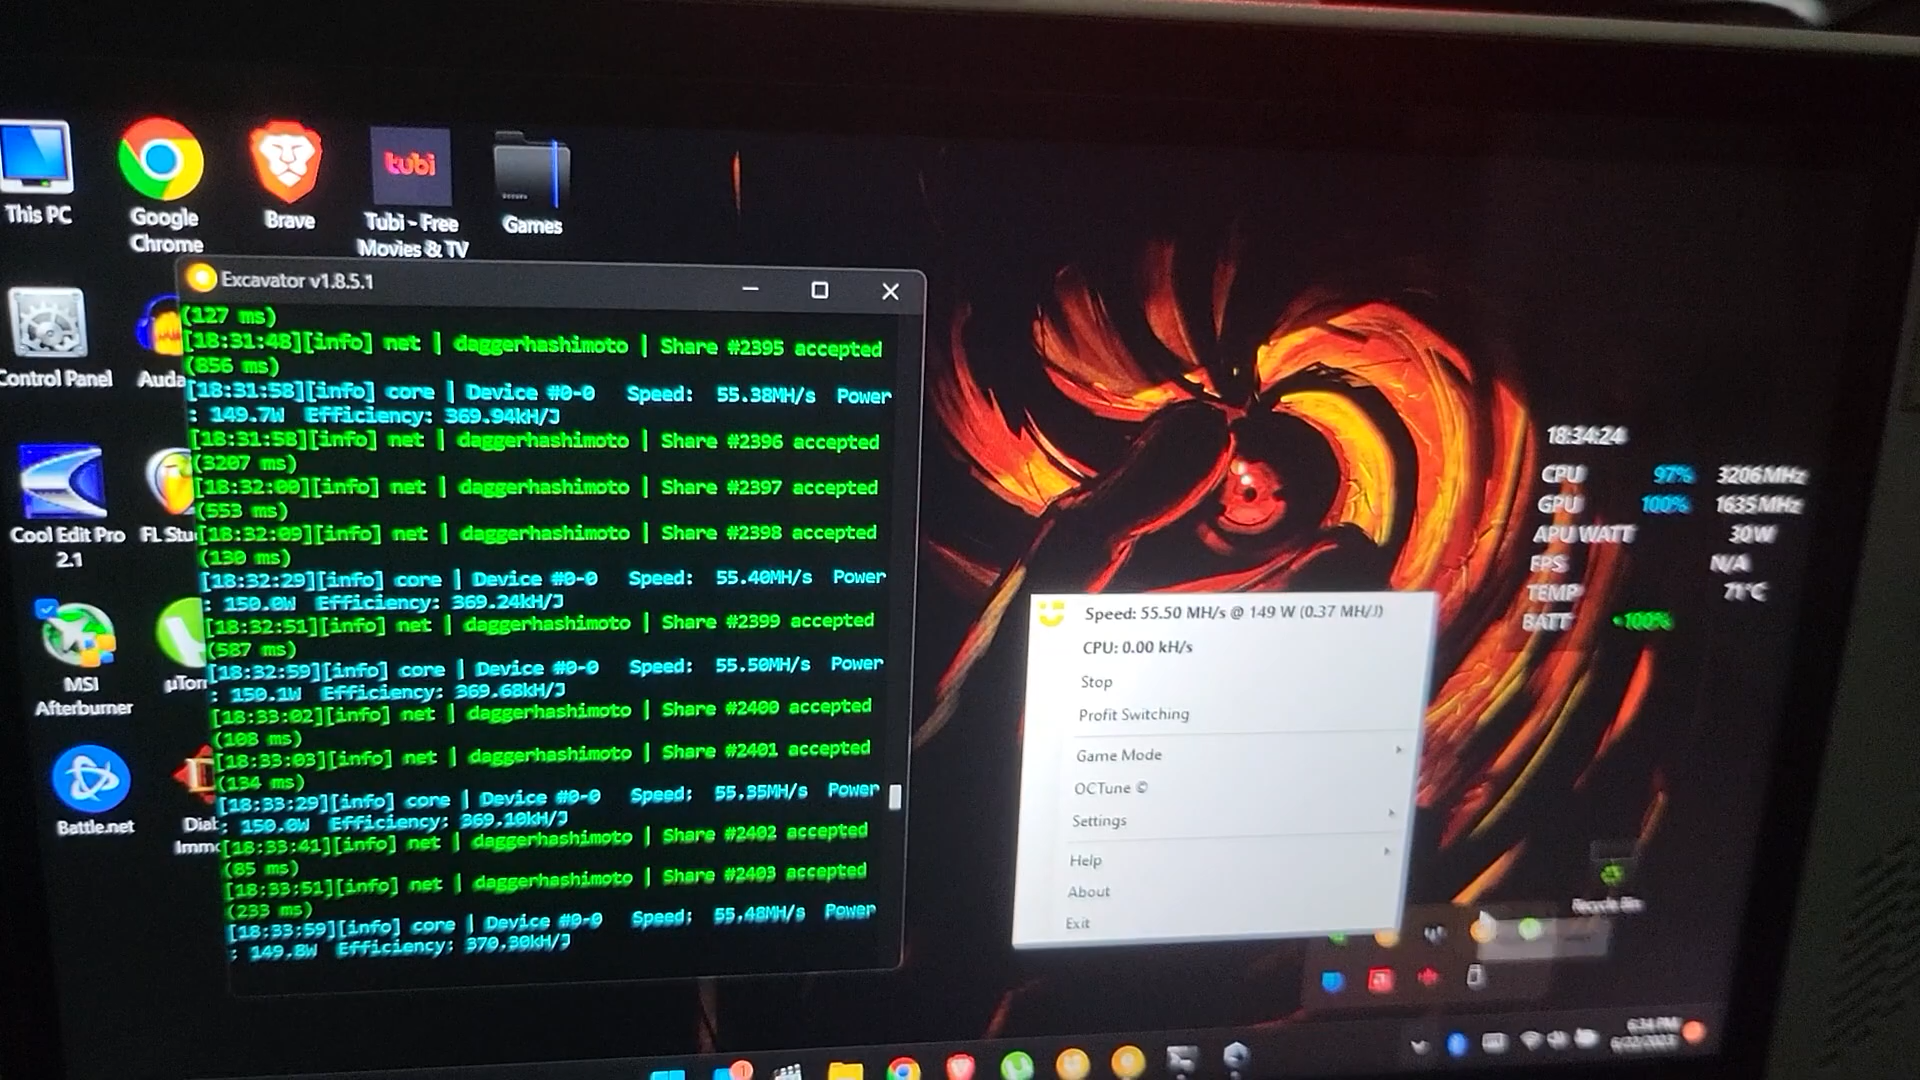 This PC
Google
Chrome
Brave
tubi
Tubi - Free
Movies & TV
Games
Control Panel
Auda
Cool Edit Pro
2.1
FL Stu
MSI
Afterburner
µTorr
Battle.net
Diab
Immo
Excavator v1.8.5.1
(127 ms)
[18:31:48][info] net | daggerhashimoto | Share #2395 accepted
(856 ms)
[18:31:58][info] core | Device #0-0 Speed: 55.38MH/s Power
: 149.7W Efficiency: 369.94kH/J
[18:31:58][info] net | daggerhashimoto | Share #2396 accepted
(3207 ms)
[18:32:00][info] net | daggerhashimoto | Share #2397 accepted
(553 ms)
[18:32:09][info] net | daggerhashimoto | Share #2398 accepted
(130 ms)
[18:32:29][info] core | Device #0-0 Speed: 55.40MH/s Power
: 150.0W Efficiency: 369.24kH/J
[18:32:51][info] net | daggerhashimoto | Share #2399 accepted
(587 ms)
[18:32:59][info] core | Device #0-0 Speed: 55.50MH/s Power
: 150.1W Efficiency: 369.68kH/J
[18:33:02][info] net | daggerhashimoto | Share #2400 accepted
(108 ms)
[18:33:03][info] net | daggerhashimoto | Share #2401 accepted
(134 ms)
[18:33:29][info] core | Device #0-0 Speed: 55.35MH/s Power
: 150.0W Efficiency: 369.10kH/J
[18:33:41][info] net | daggerhashimoto | Share #2402 accepted
(85 ms)
[18:33:51][info] net | daggerhashimoto | Share #2403 accepted
(233 ms)
[18:33:59][info] core | Device #0-0 Speed: 55.48MH/s Power
: 149.8W Efficiency: 370.30kH/J
Speed: 55.50 MH/s @ 149 W (0.37 MH/J)
CPU: 0.00 kH/s
Stop
Profit Switching
Game Mode
OCTune ©
Settings
Help
About
Exit
18:34:24
CPU 97% 3206MHz
GPU 100% 1635MHz
APU WATT 30W
FPS N/A
TEMP 71°C
BATT 100%
Recycle Bin
6:34 PM